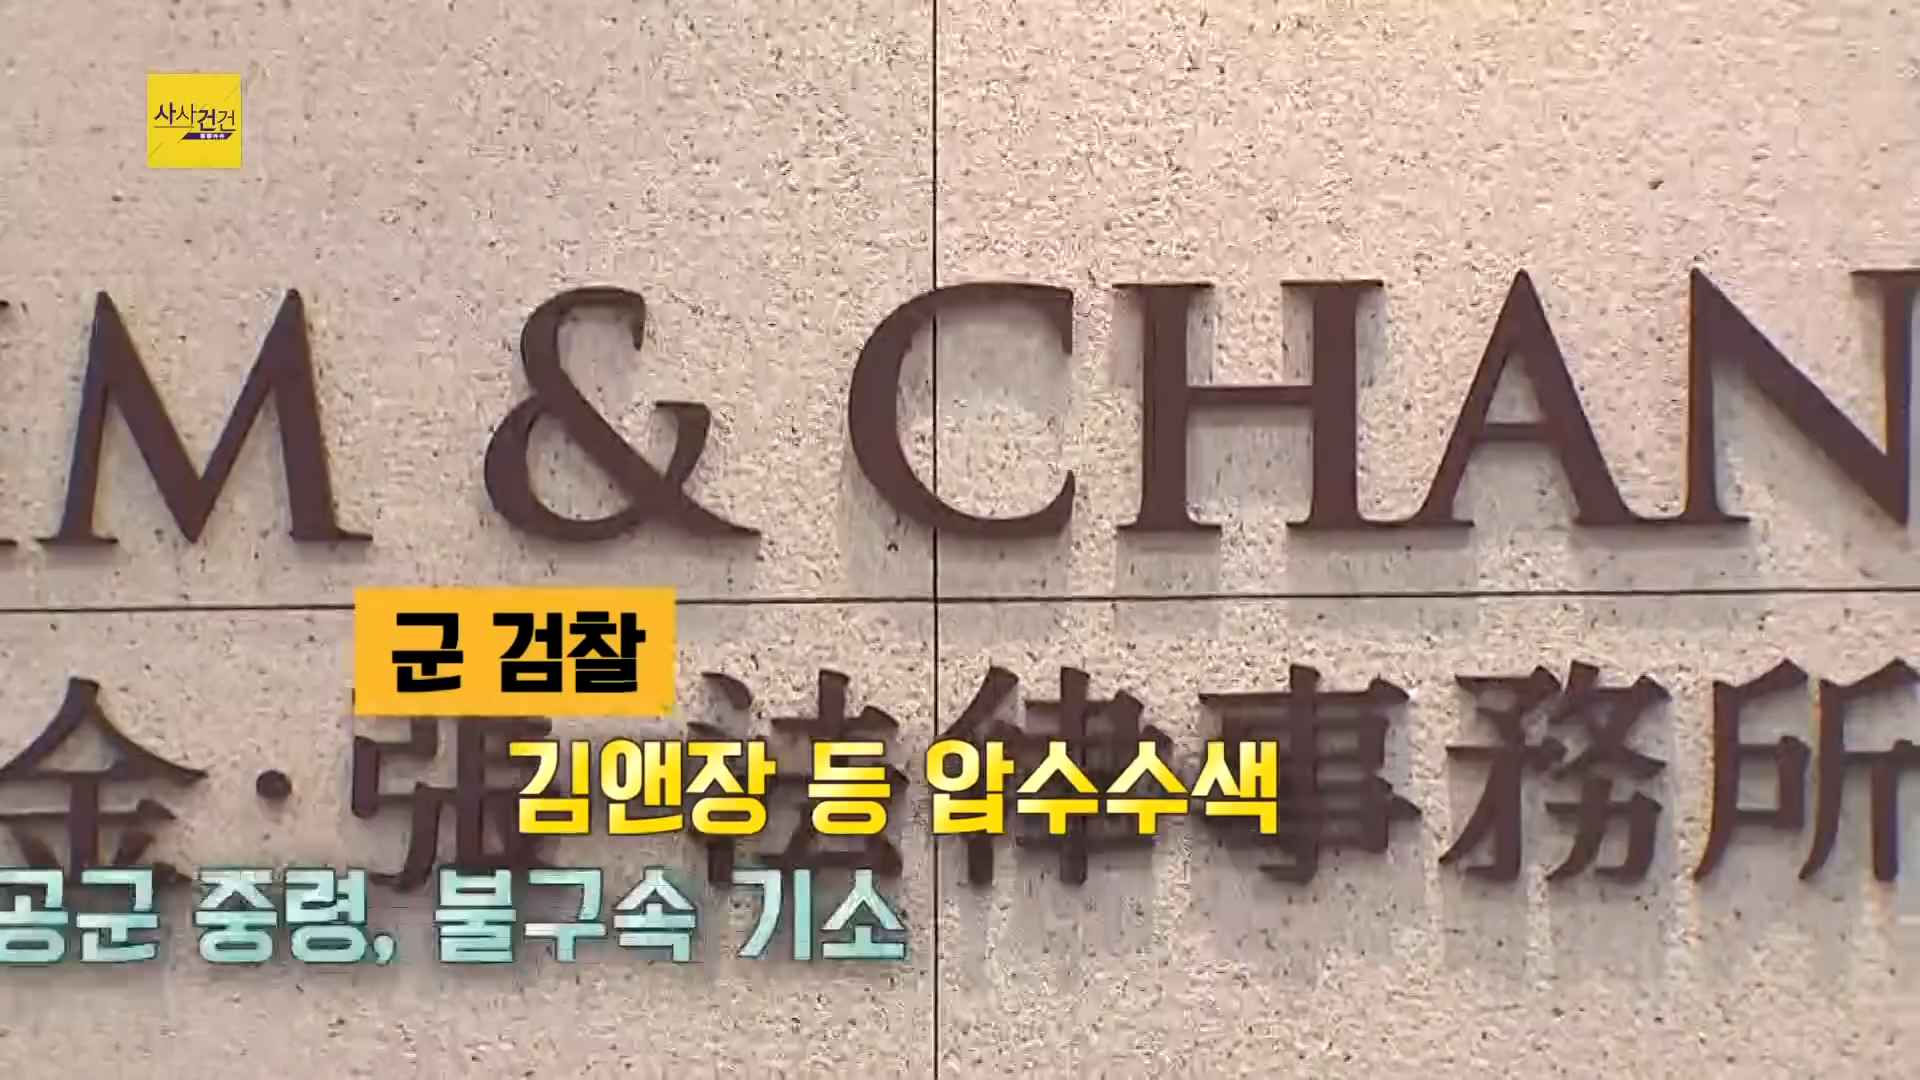 사사건건
M & CHAN
군 검찰
金·張法律事務所
김앤장 등 압수수색
공군 중령, 불구속 기소